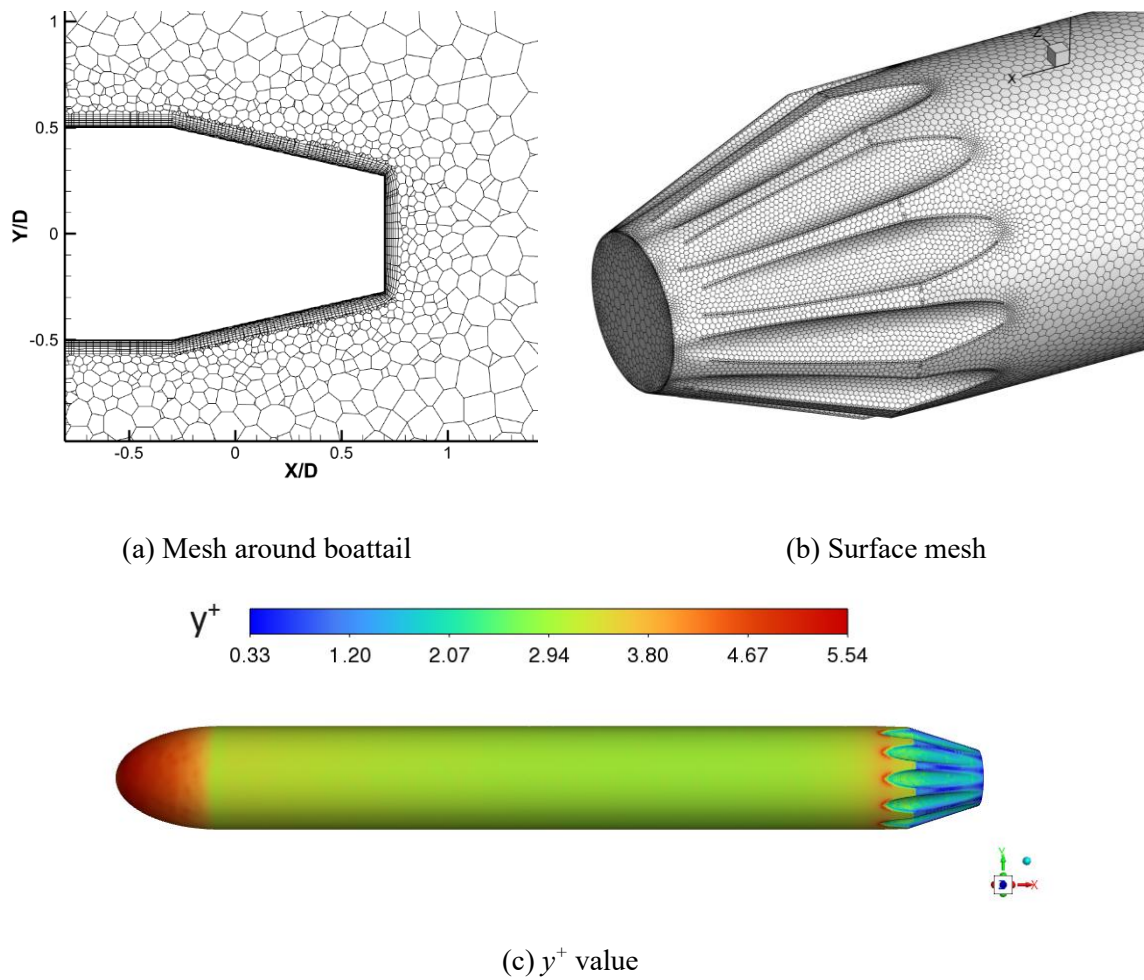 1
0.5
0
-0.5
Y/D
-0.5 0 0.5 1
X/D
Z
X
(a) Mesh around boattail
(b) Surface mesh
y+
0.33 1.20 2.07 2.94 3.80 4.67 5.54
Y
Z
X
(c) y+ value